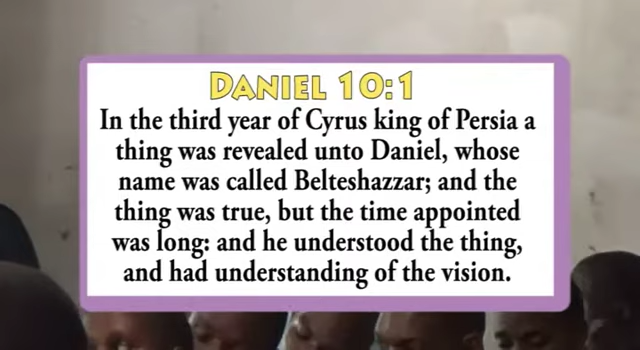 DANIEL 10:1
In the third year of Cyrus king of Persia a
thing was revealed unto Daniel, whose
name was called Belteshazzar; and the
thing was true, but the time appointed
was long: and he understood the thing,
and had understanding of the vision.